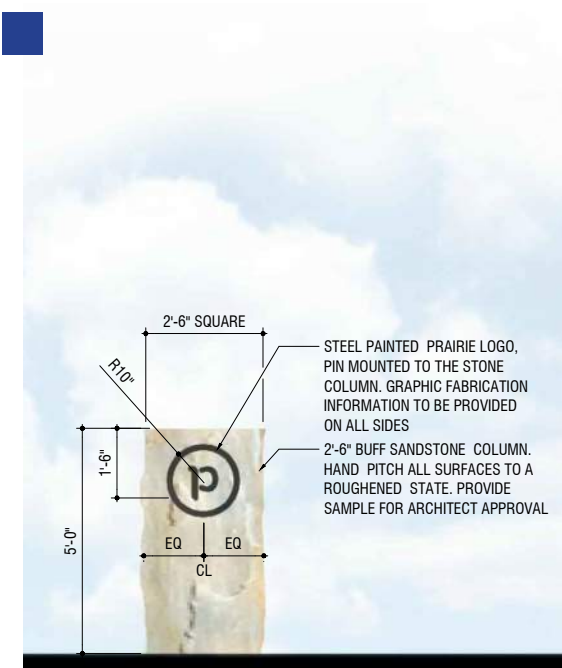 2'-6" SQUARE
R10"
STEEL PAINTED PRAIRIE LOGO,
PIN MOUNTED TO THE STONE
COLUMN. GRAPHIC FABRICATION
INFORMATION TO BE PROVIDED
ON ALL SIDES
2'-6" BUFF SANDSTONE COLUMN.
HAND PITCH ALL SURFACES TO A
ROUGHENED STATE. PROVIDE
SAMPLE FOR ARCHITECT APPROVAL
1'-6"
p
5'-0"
EQ EQ
CL